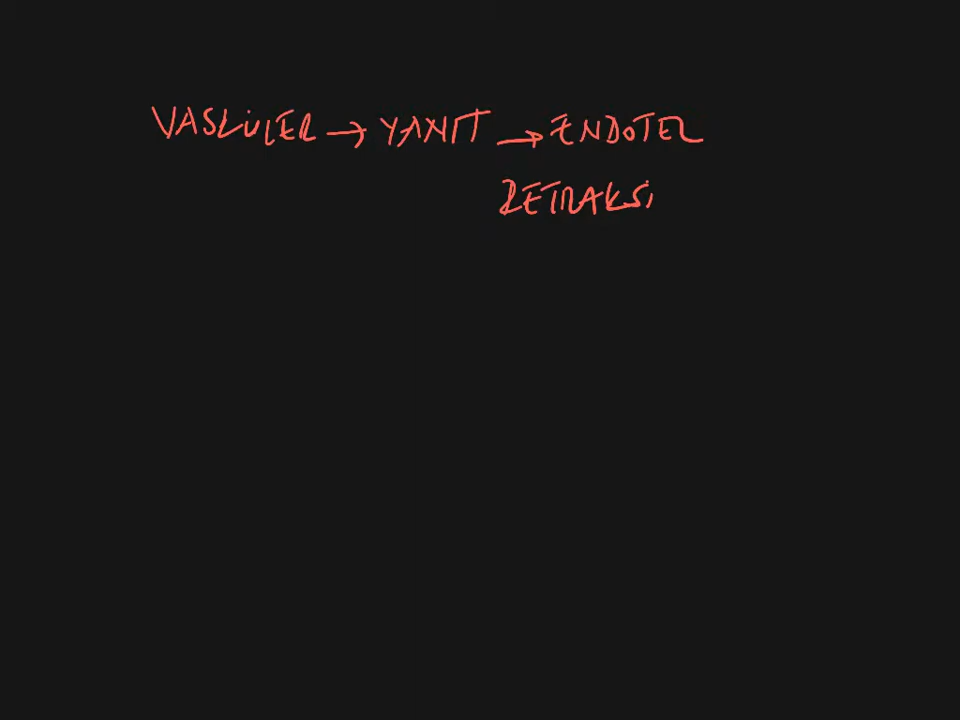 VASKÜLER → YANIT → ENDOTEL
RETRAKSİ